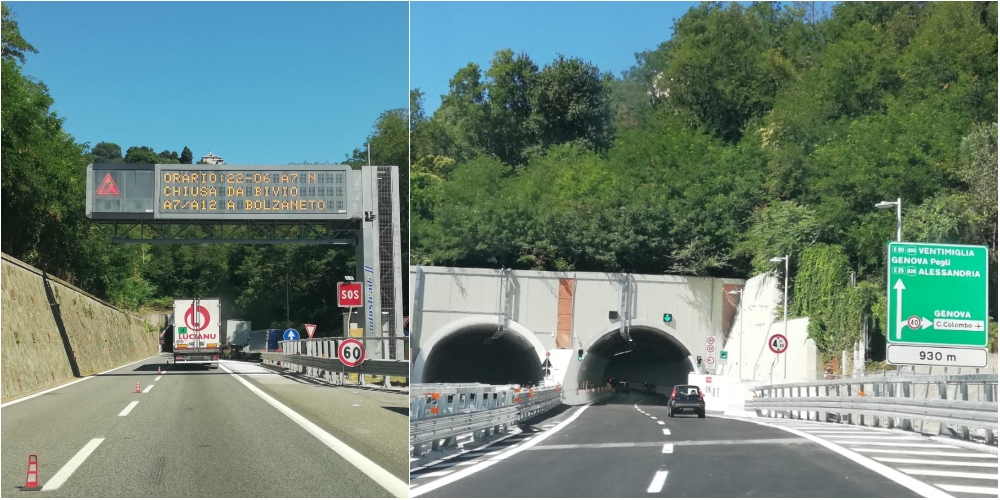 ORARIO:22-06 A7 N
CHIUSA DA BIVIO
A7/A12 A BOLZANETO
SOS
60
LUCIANU
autostrade
VENTIMIGLIA
GENOVA Pegli
ALESSANDRIA
GENOVA
40
C.Colombo
930 m